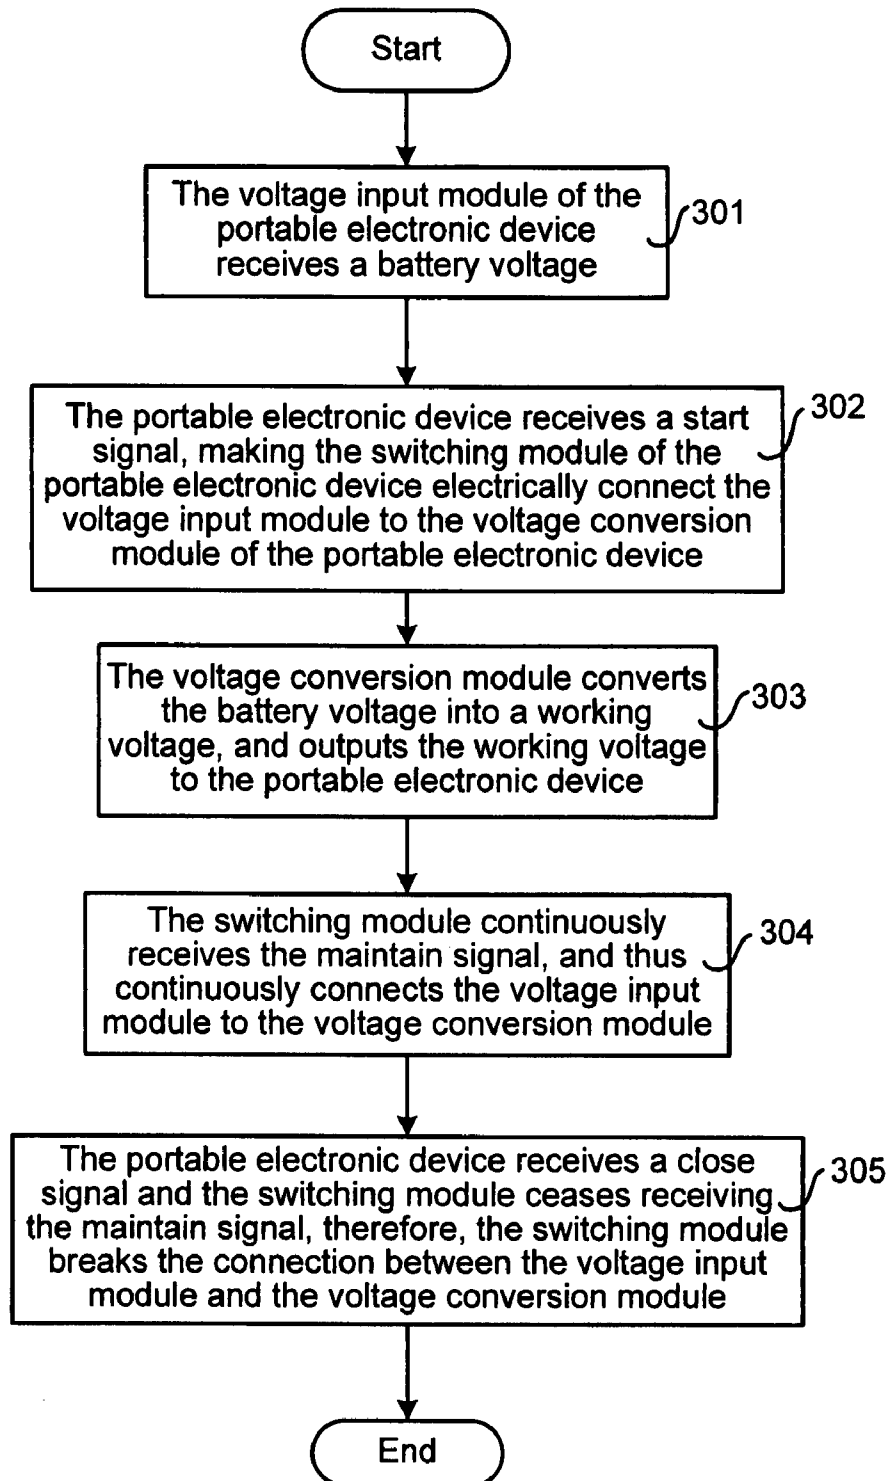 Start
The voltage input module of the
portable electronic device
receives a battery voltage
301
The portable electronic device receives a start
signal, making the switching module of the
portable electronic device electrically connect the
voltage input module to the voltage conversion
module of the portable electronic device
302
The voltage conversion module converts
the battery voltage into a working
voltage, and outputs the working voltage
to the portable electronic device
303
The switching module continuously
receives the maintain signal, and thus
continuously connects the voltage input
module to the voltage conversion module
304
The portable electronic device receives a close
signal and the switching module ceases receiving
the maintain signal, therefore, the switching module
breaks the connection between the voltage input
module and the voltage conversion module
305
End